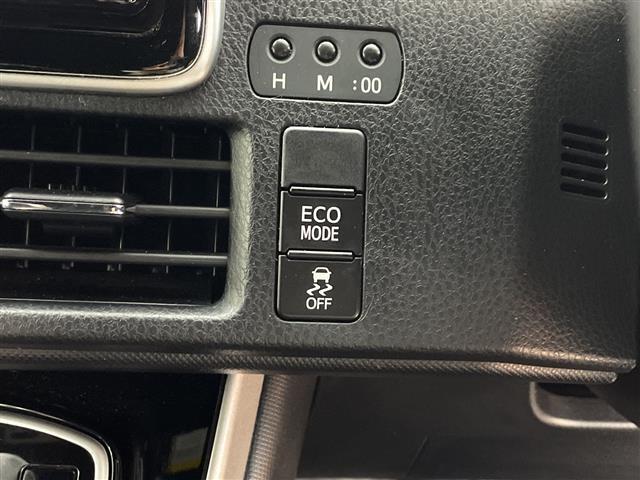 H M :00
ECO
MODE
OFF